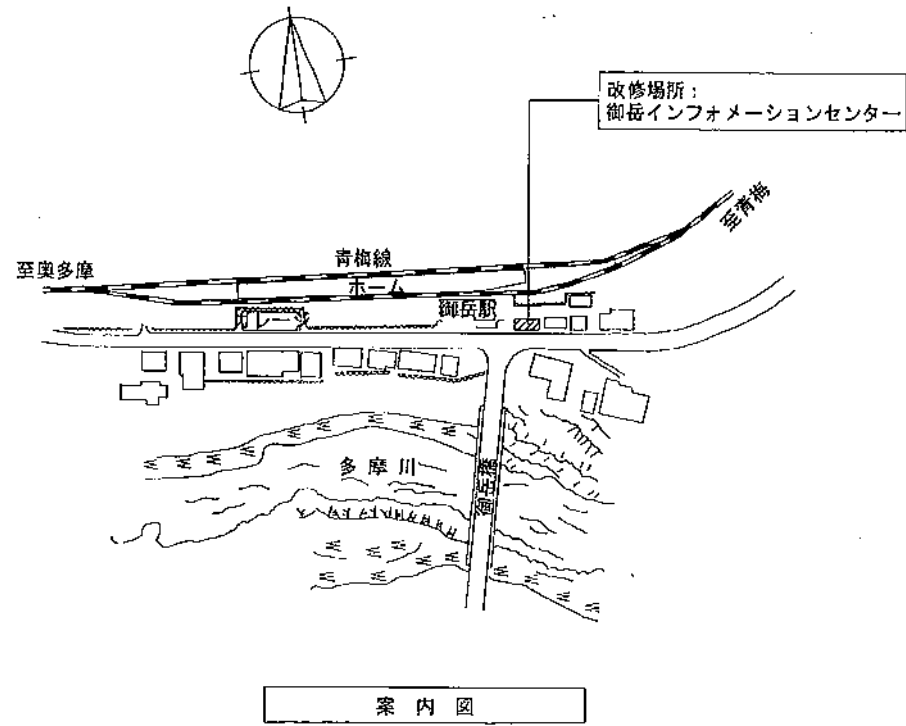 改修場所：
御岳インフォメーションセンター
至青梅
青梅線
至奥多摩
ホーム
御岳駅
多摩川
御岳橋
案内図